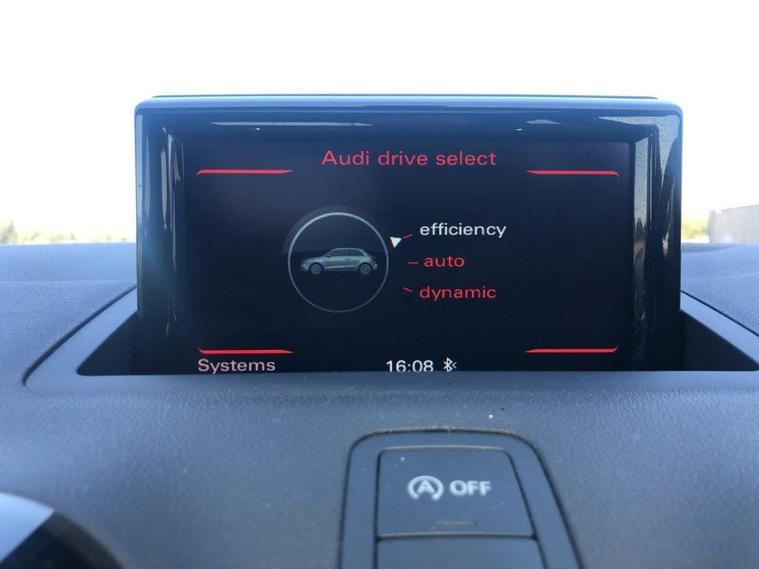 Audi drive select
efficiency
auto
dynamic
Systems
16:08
A OFF